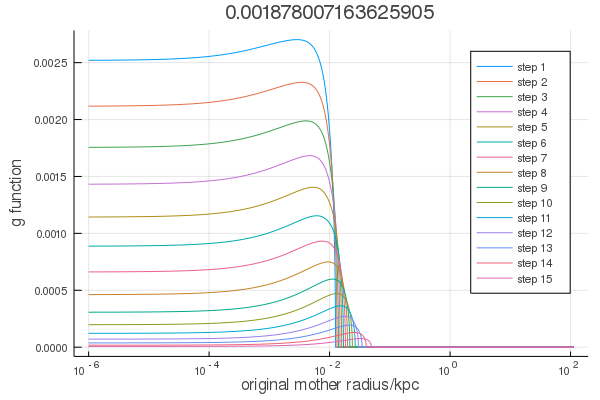 0.001878007163625905
g function
0.0025
0.0020
0.0015
0.0010
0.0005
0.0000
10^-6
10^-4
10^-2
10^0
10^2
original mother radius/kpc
step 1
step 2
step 3
step 4
step 5
step 6
step 7
step 8
step 9
step 10
step 11
step 12
step 13
step 14
step 15